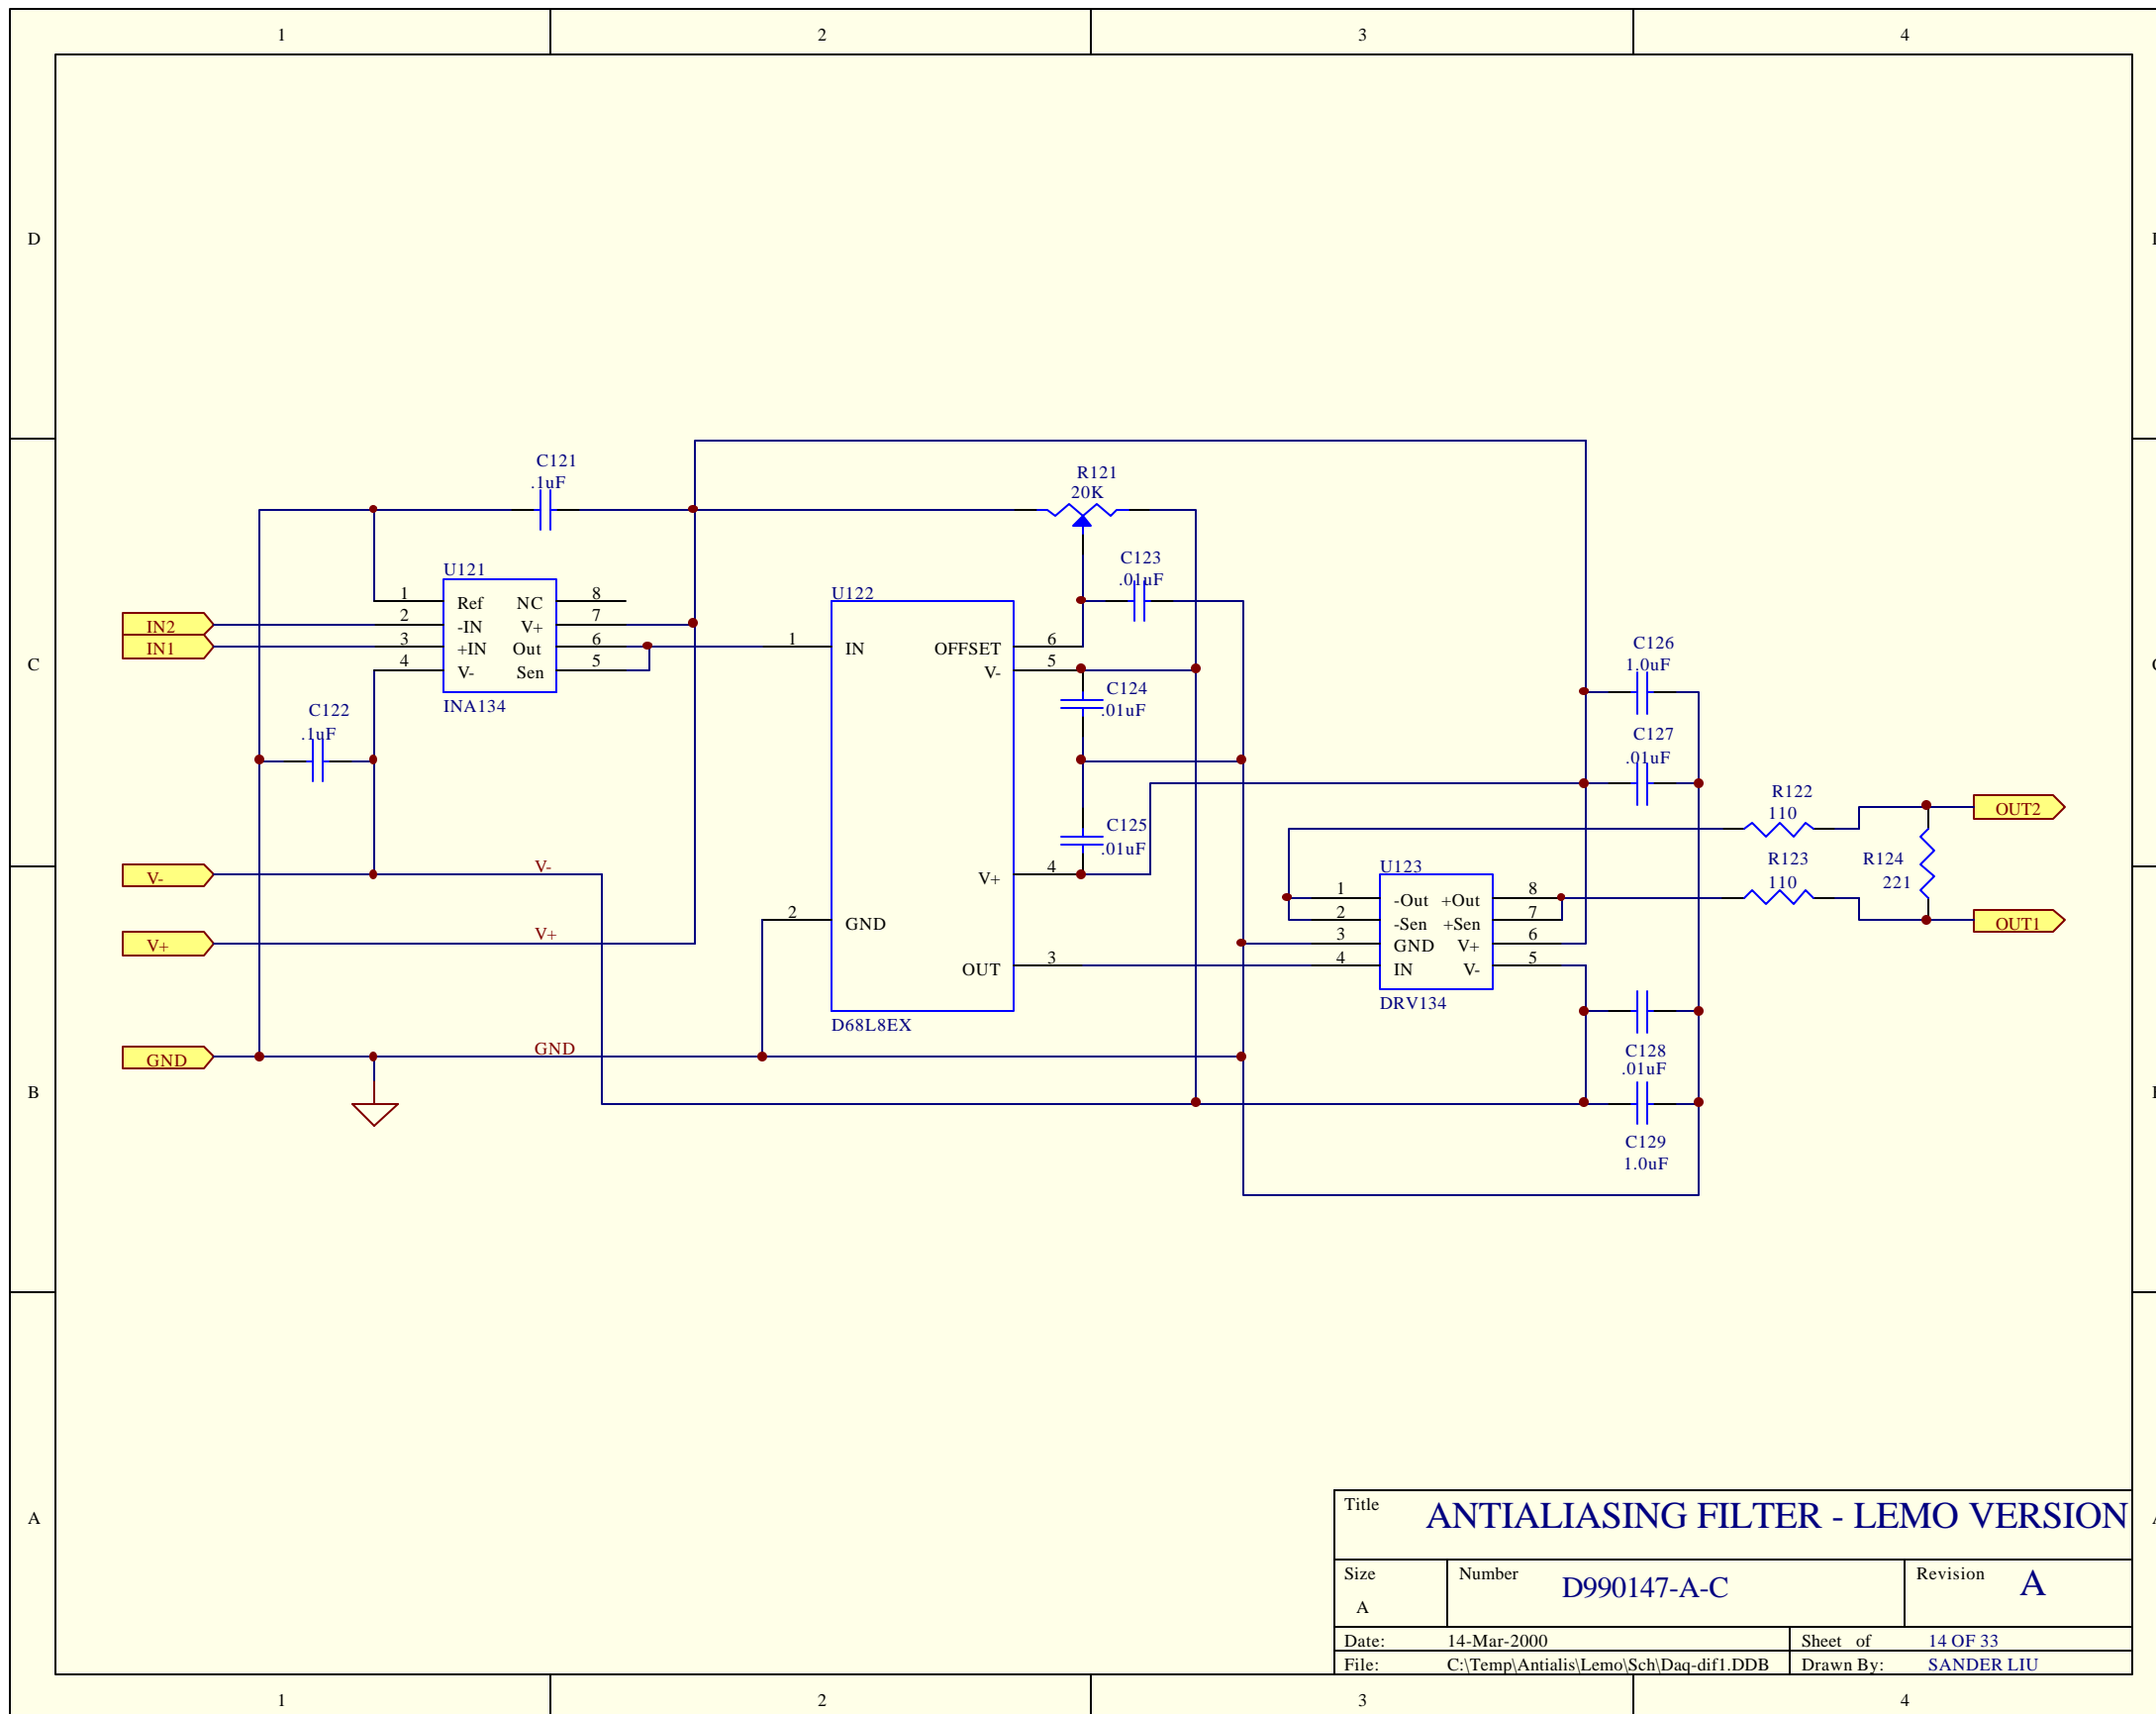 1 2 3 4
D
C121
.1uF
R121
20K
C123
.01uF
U121
1 Ref NC 8
2 -IN V+ 7
3 +IN Out 6
4 V- Sen 5
INA134
IN2
IN1
C122
.1uF
U122
1 IN OFFSET 6
V- 5
V+ 4
2 GND
OUT 3
D68L8EX
C124
.01uF
C125
.01uF
C
C126
1.0uF
C127
.01uF
R122
110
R123
110
R124
221
OUT2
OUT1
U123
1 -Out +Out 8
2 -Sen +Sen 7
3 GND V+ 6
4 IN V- 5
DRV134
V- V-
V+ V+
GND GND
B
C128
.01uF
C129
1.0uF
A
Title ANTIALIASING FILTER - LEMO VERSION
Size A
Number D990147-A-C
Revision A
Date: 14-Mar-2000
Sheet of 14 OF 33
File: C:\Temp\Antialis\Lemo\Sch\Daq-dif1.DDB
Drawn By: SANDER LIU
1 2 3 4